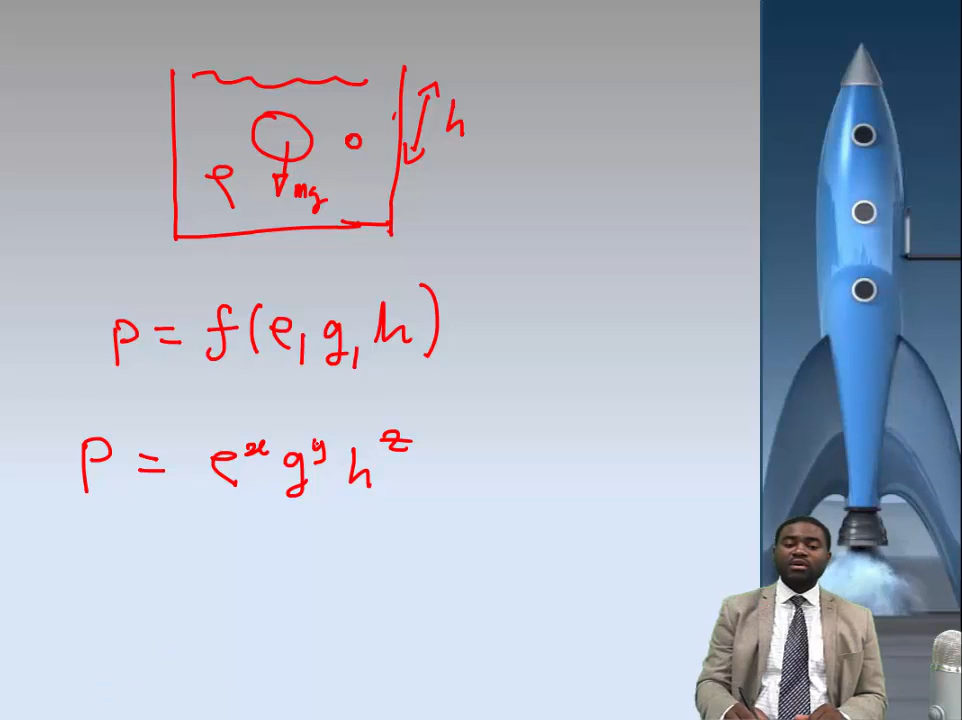 h
ρ
mg
P = f(ρ, g, h)
P = ρ^x g^y h^z